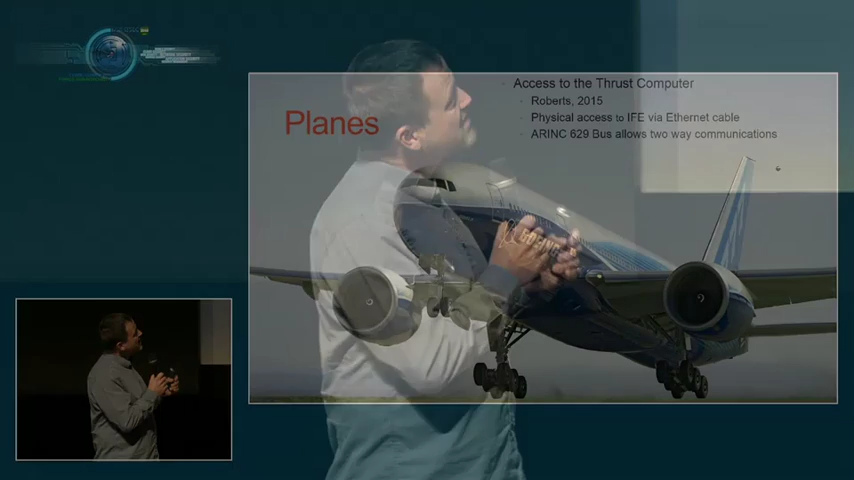 Planes
- Access to the Thrust Computer
- Roberts, 2015
- Physical access to IFE via Ethernet cable
- ARINC 629 Bus allows two way communications
BOEING